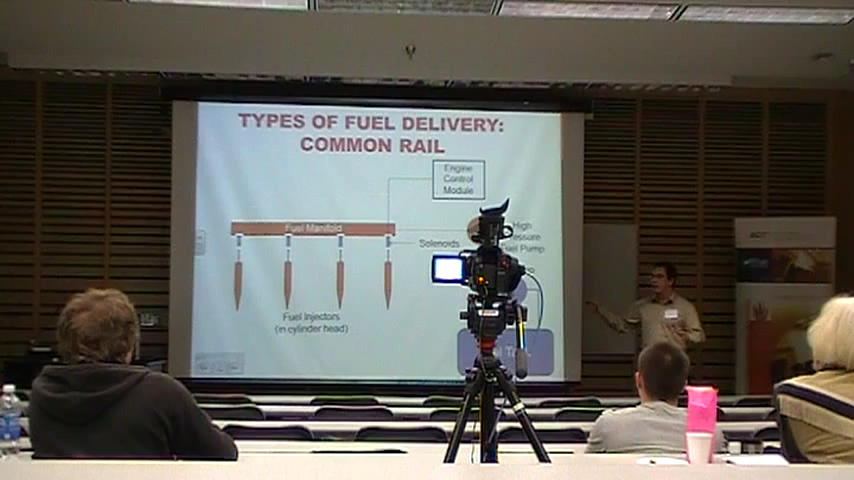 TYPES OF FUEL DELIVERY:
COMMON RAIL
Engine
Control
Module
Fuel Manifold
High
Pressure
Fuel Pump
Solenoids
Fuel Injectors
(in cylinder head)